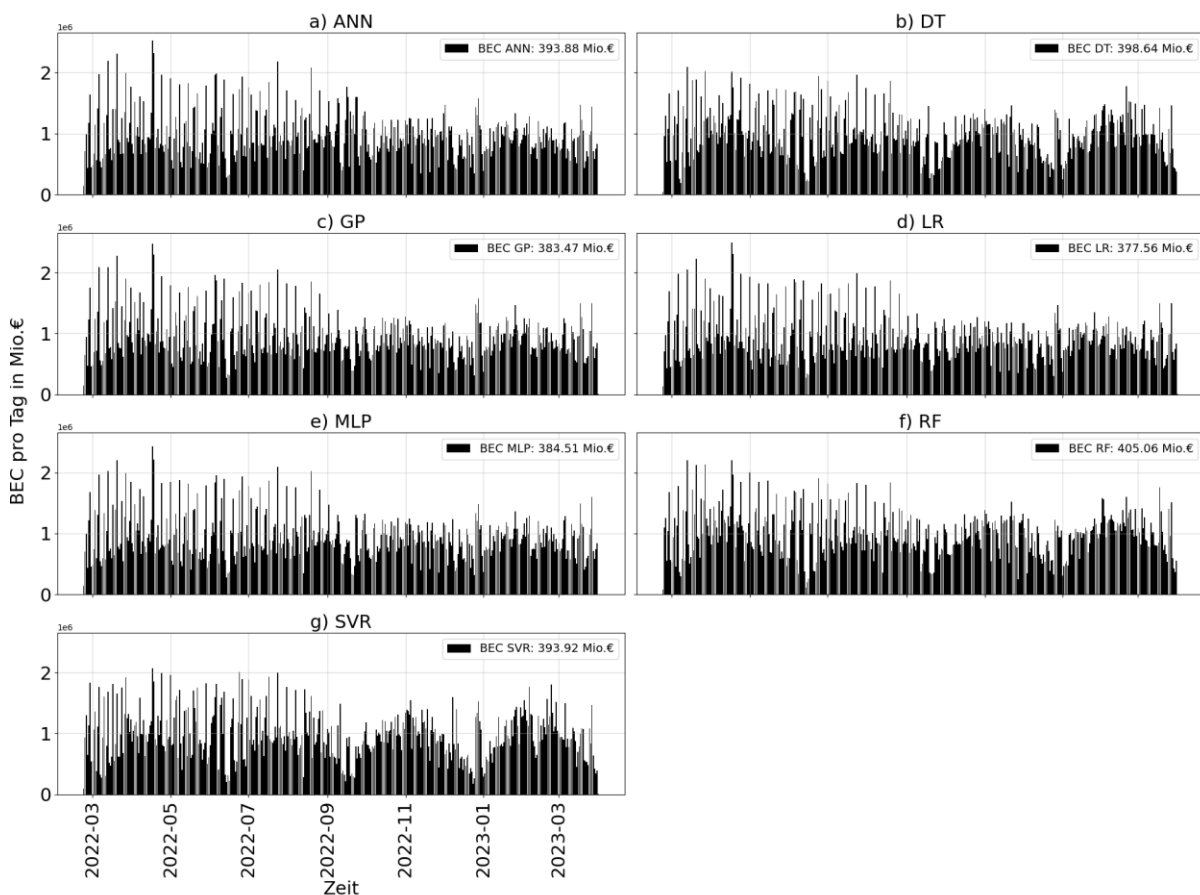 a) ANN
b) DT
1e6
BEC ANN: 393.88 Mio.€
BEC DT: 398.64 Mio.€
2
1
0
c) GP
d) LR
1e6
BEC GP: 383.47 Mio.€
BEC LR: 377.56 Mio.€
2
1
0
e) MLP
f) RF
1e6
BEC MLP: 384.51 Mio.€
BEC RF: 405.06 Mio.€
2
1
0
g) SVR
1e6
BEC SVR: 393.92 Mio.€
2
1
0
BEC pro Tag in Mio.€
2022-03
2022-05
2022-07
2022-09
2022-11
2023-01
2023-03
Zeit